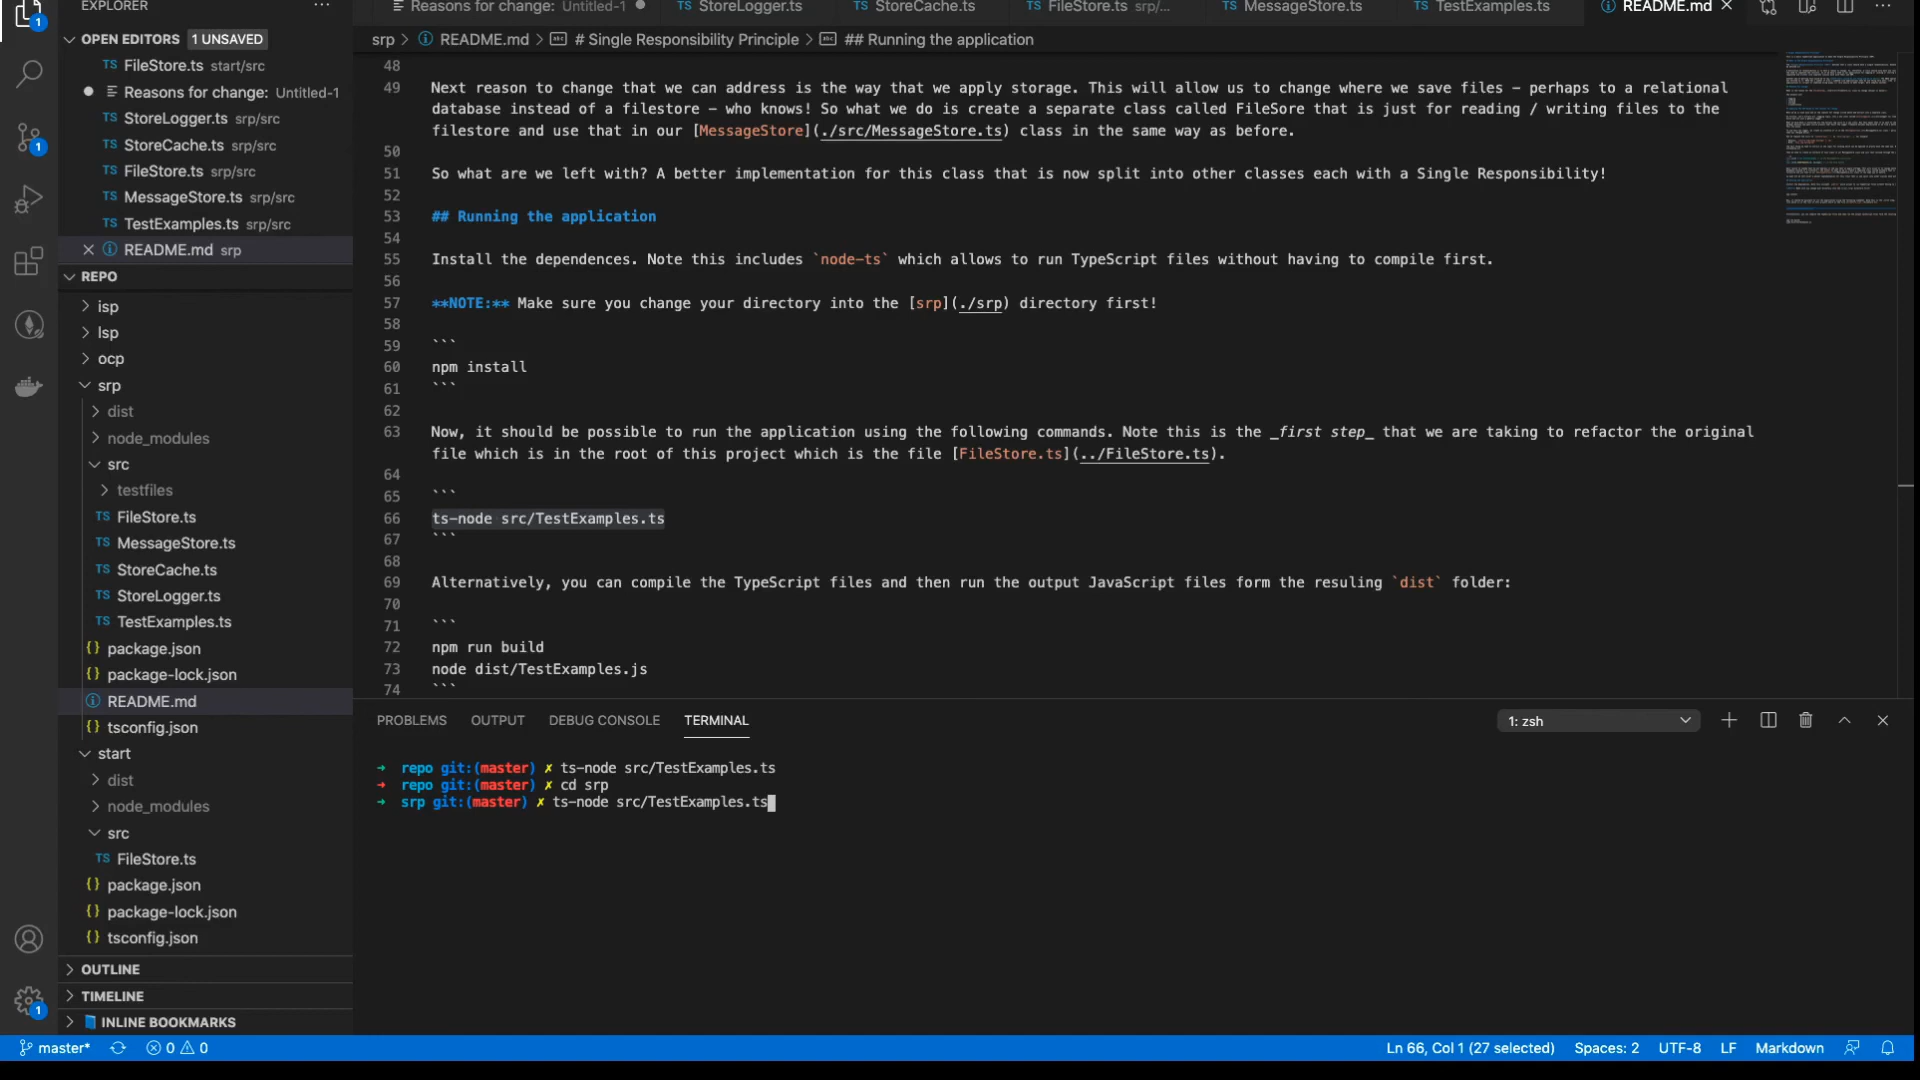 EXPLORER
Reasons for change: Untitled-1
TS StoreLogger.ts
TS StoreCache.ts
TS FileStore.ts srp/...
TS MessageStore.ts
TS TestExamples.ts
README.md
OPEN EDITORS 1 UNSAVED
srp > README.md > # Single Responsibility Principle > ## Running the application
TS FileStore.ts start/src
Reasons for change: Untitled-1
TS StoreLogger.ts srp/src
TS StoreCache.ts srp/src
TS FileStore.ts srp/src
TS MessageStore.ts srp/src
TS TestExamples.ts srp/src
README.md srp
REPO
isp
lsp
ocp
srp
dist
node_modules
src
testfiles
TS FileStore.ts
TS MessageStore.ts
TS StoreCache.ts
TS StoreLogger.ts
TS TestExamples.ts
{} package.json
{} package-lock.json
README.md
tsconfig.json
start
dist
node_modules
src
TS FileStore.ts
{} package.json
{} package-lock.json
{} tsconfig.json
OUTLINE
TIMELINE
INLINE BOOKMARKS
48
49 Next reason to change that we can address is the way that we apply storage. This will allow us to change where we save files - perhaps to a relational
database instead of a filestore - who knows! So what we do is create a separate class called FileSore that is just for reading / writing files to the
filestore and use that in our [MessageStore](./src/MessageStore.ts) class in the same way as before.
50
51 So what are we left with? A better implementation for this class that is now split into other classes each with a Single Responsibility!
52
53 ## Running the application
54
55 Install the dependences. Note this includes `node-ts` which allows to run TypeScript files without having to compile first.
56
57 **NOTE:** Make sure you change your directory into the [srp](./srp) directory first!
58
59 ```
60 npm install
61 ```
62
63 Now, it should be possible to run the application using the following commands. Note this is the _first step_ that we are taking to refactor the original
file which is in the root of this project which is the file [FileStore.ts](../FileStore.ts).
64
65 ```
66 ts-node src/TestExamples.ts
67 ```
68
69 Alternatively, you can compile the TypeScript files and then run the output JavaScript files form the resuling `dist` folder:
70
71 ```
72 npm run build
73 node dist/TestExamples.js
74 ```
PROBLEMS OUTPUT DEBUG CONSOLE TERMINAL
1: zsh
→ repo git:(master) ✗ ts-node src/TestExamples.ts
→ repo git:(master) ✗ cd srp
→ srp git:(master) ✗ ts-node src/TestExamples.ts
master* 0 0
Ln 66, Col 1 (27 selected) Spaces: 2 UTF-8 LF Markdown